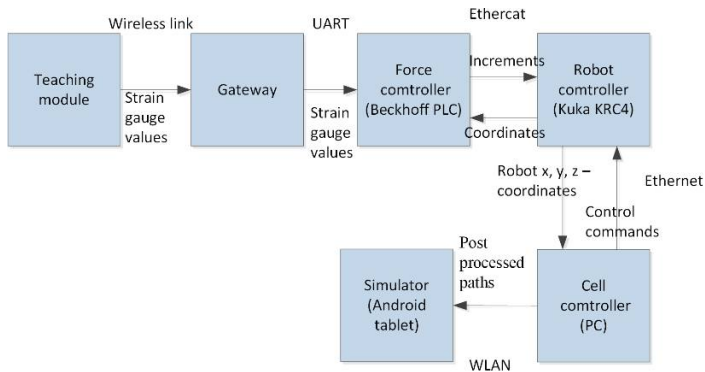 Ethercat
Wireless link
UART
Teaching
module
Strain
gauge
values
Gateway
Strain
gauge
values
Force
comtroller
(Beckhoff PLC)
Increments
Coordinates
Robot
comtroller
(Kuka KRC4)
Robot x, y, z –
coordinates
Ethernet
Control
commands
Post
processed
paths
Simulator
(Android
tablet)
Cell
comtroller
(PC)
WLAN